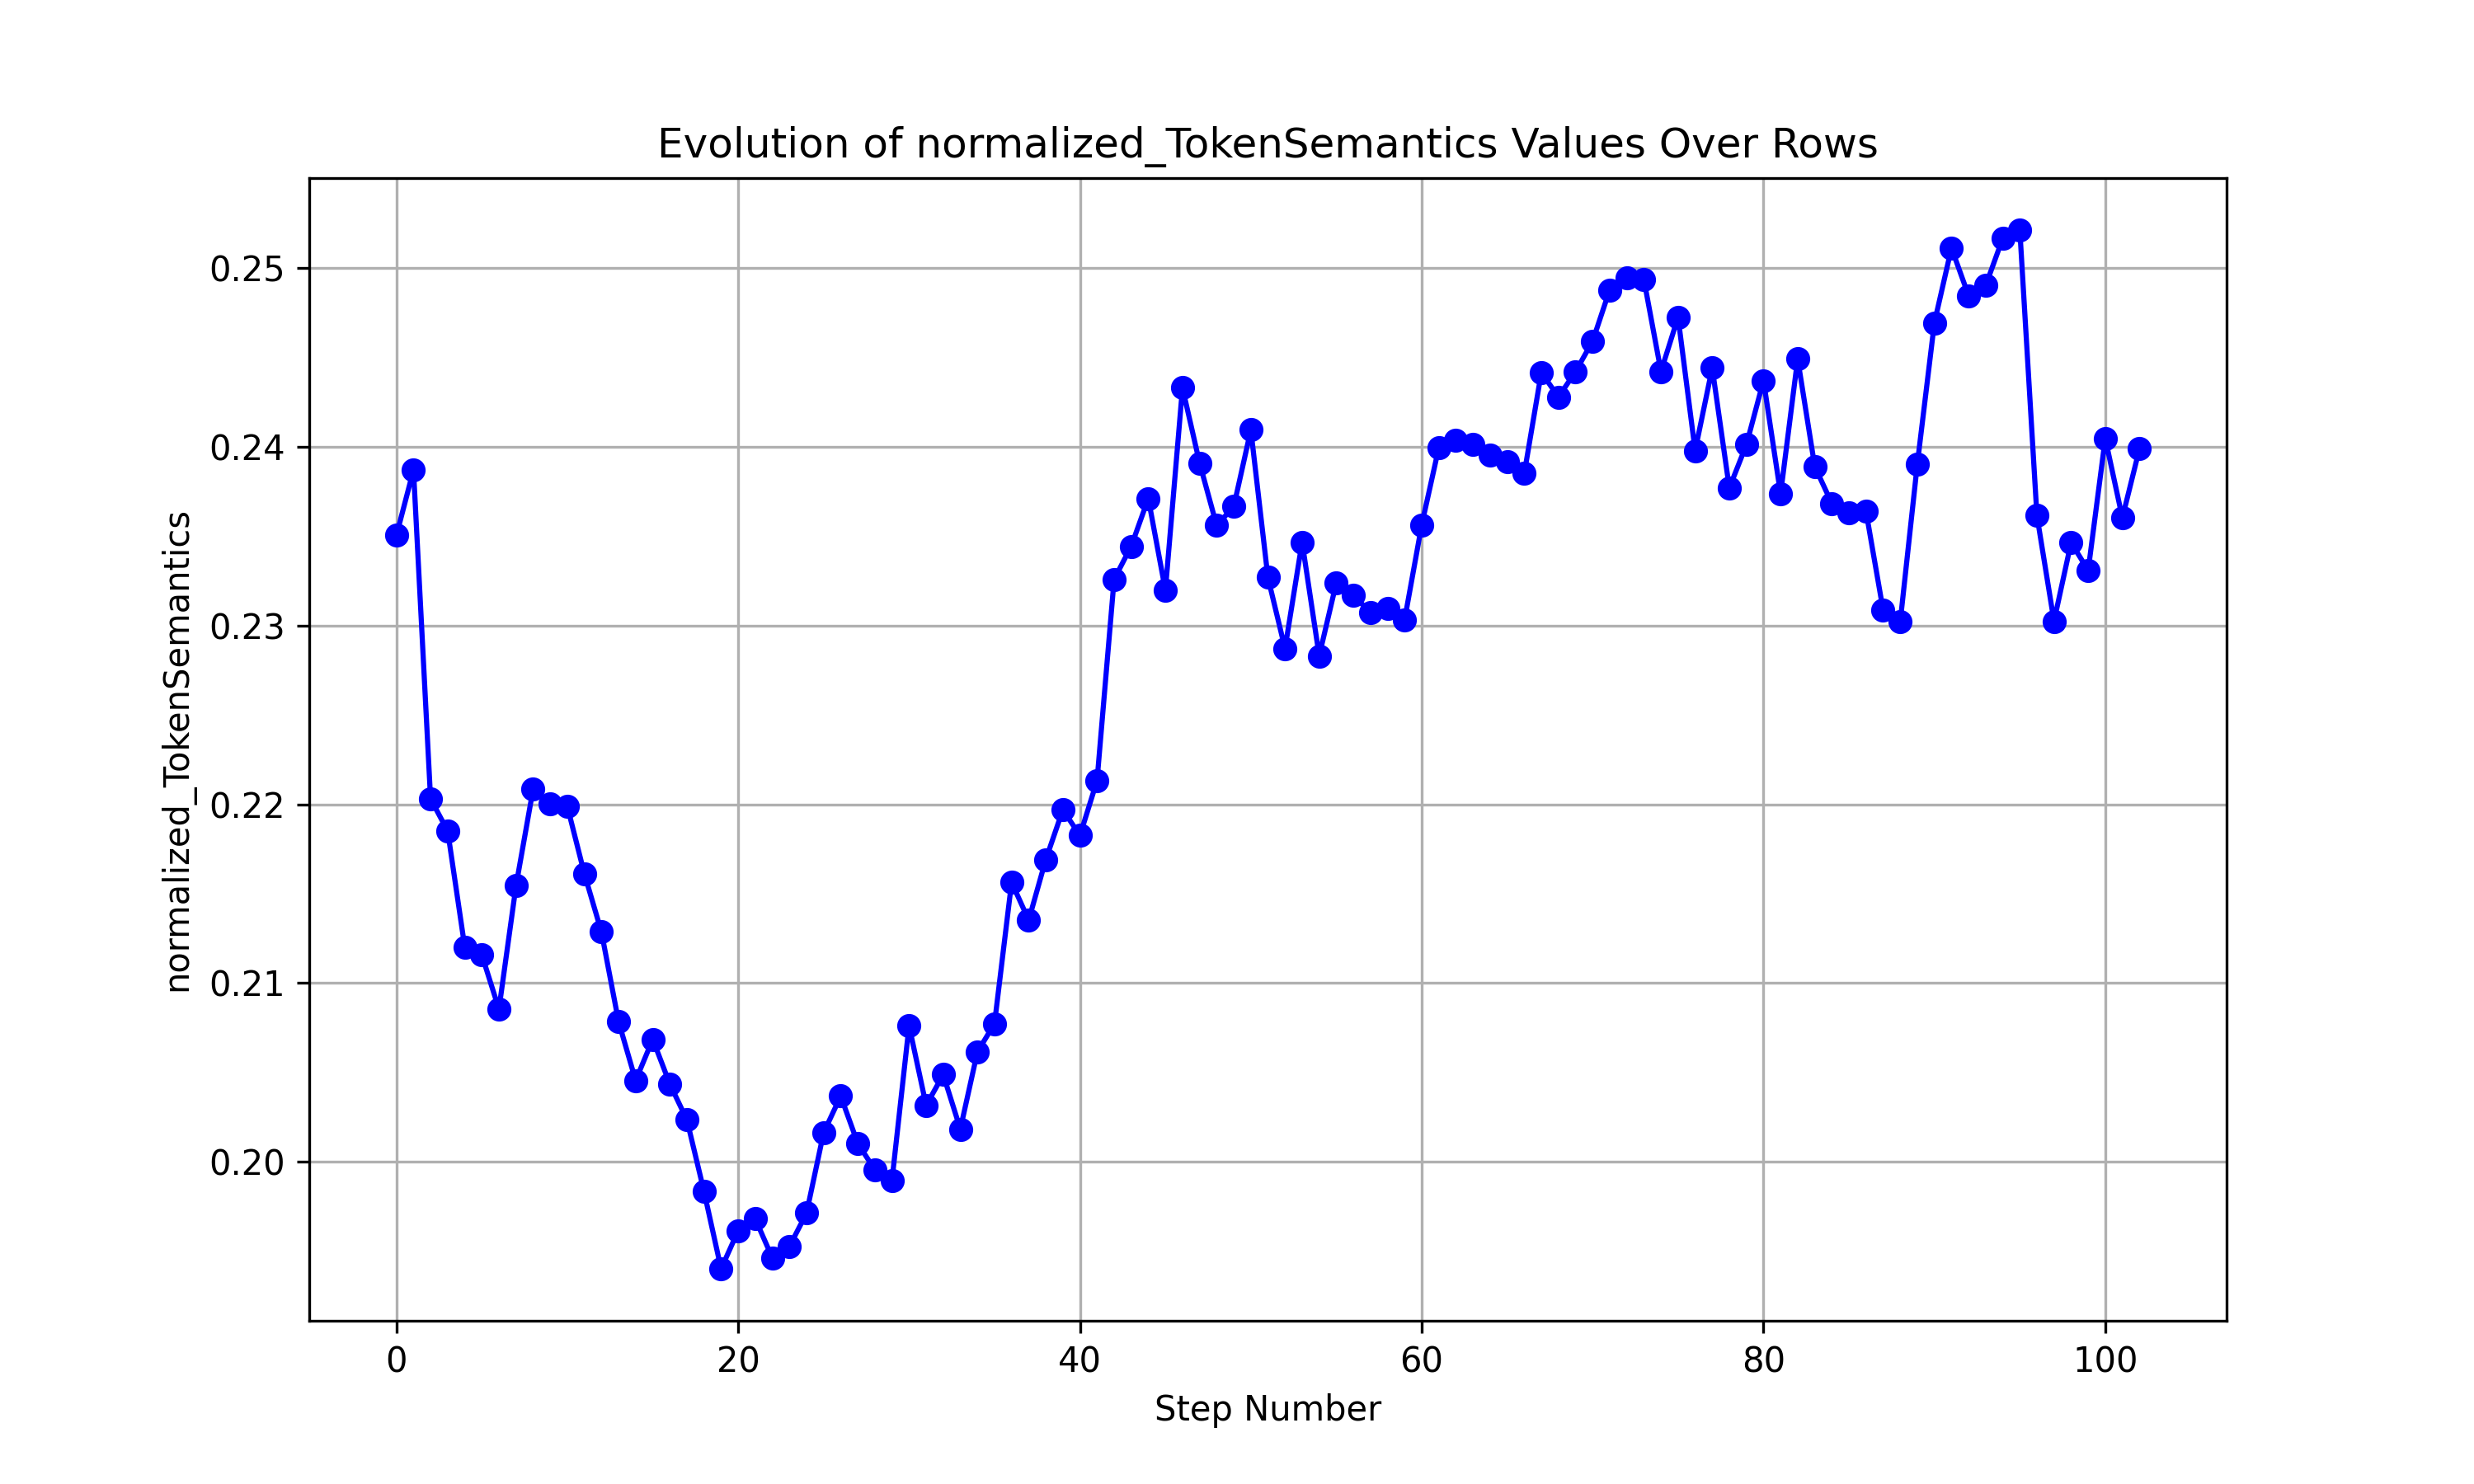 Evolution of normalized_TokenSemantics Values Over Rows
normalized_TokenSemantics
0.25
0.24
0.23
0.22
0.21
0.20
0 20 40 60 80 100
Step Number